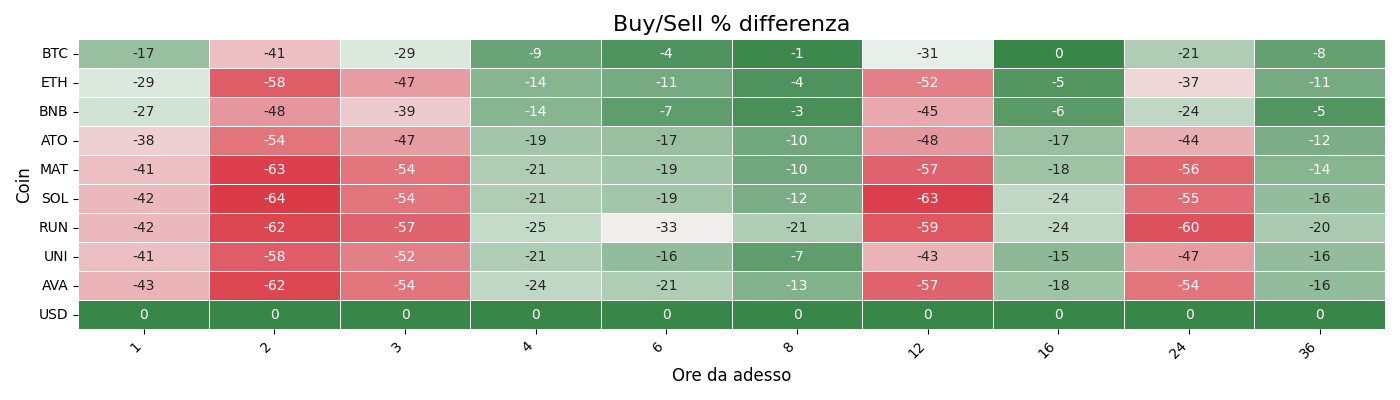 Buy/Sell % differenza
Coin
BTC -17 -41 -29 -9 -4 -1 -31 0 -21 -8
ETH -29 -58 -47 -14 -11 -4 -52 -5 -37 -11
BNB -27 -48 -39 -14 -7 -3 -45 -6 -24 -5
ATO -38 -54 -47 -19 -17 -10 -48 -17 -44 -12
MAT -41 -63 -54 -21 -19 -10 -57 -18 -56 -14
SOL -42 -64 -54 -21 -19 -12 -63 -24 -55 -16
RUN -42 -62 -57 -25 -33 -21 -59 -24 -60 -20
UNI -41 -58 -52 -21 -16 -7 -43 -15 -47 -16
AVA -43 -62 -54 -24 -21 -13 -57 -18 -54 -16
USD 0 0 0 0 0 0 0 0 0 0
1 2 3 4 6 8 12 16 24 36
Ore da adesso